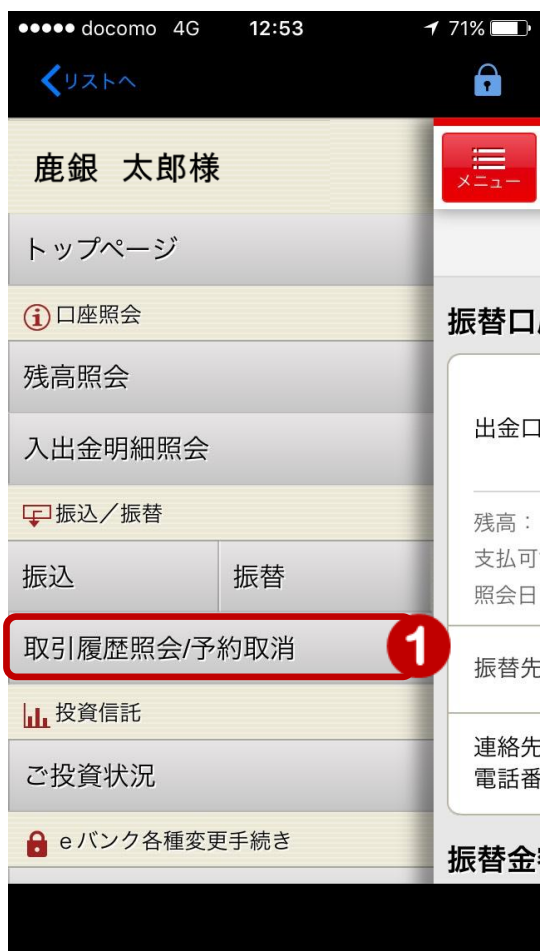 docomo 4G 12:53 71%
リストへ
鹿銀 太郎様
メニュー
トップページ
口座照会
残高照会
入出金明細照会
振込／振替
振込 振替
取引履歴照会/予約取消 1
投資信託
ご投資状況
eバンク各種変更手続き
振替口
出金口
残高：
支払可
照会日
振替先
連絡先
電話番
振替金